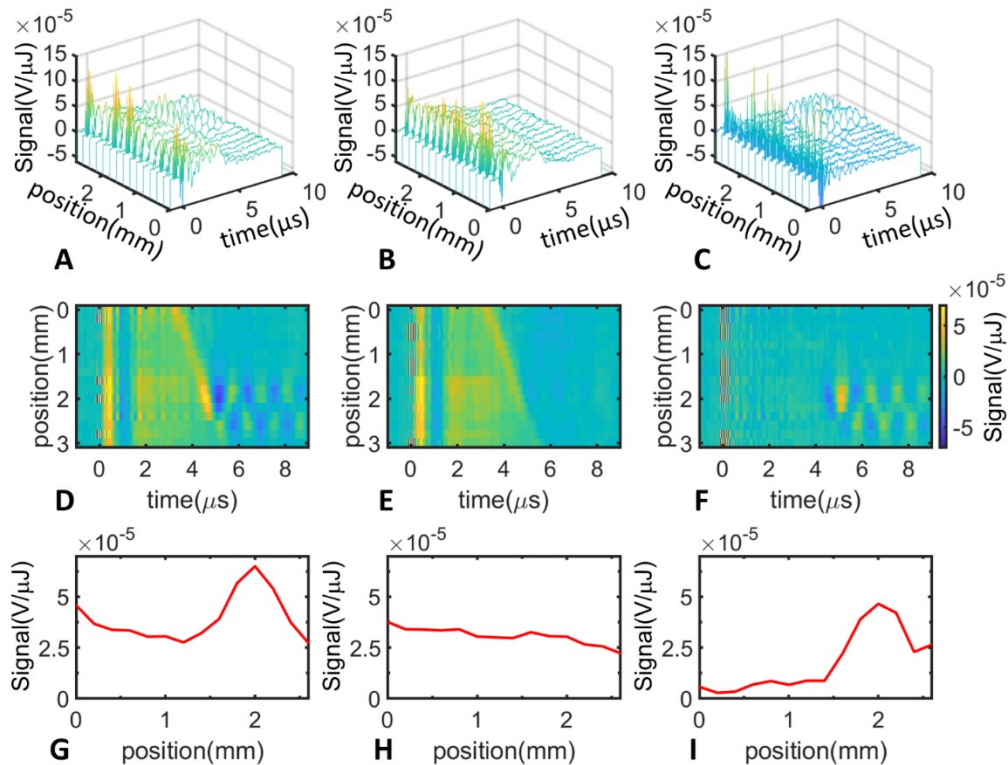 ×10⁻⁵ ×10⁻⁵ ×10⁻⁵
Signal(V/μJ) 15 10 5 0 -5
position(mm) 2 1 0
0 5 10 time(μs)
A
Signal(V/μJ) 15 10 5 0 -5
position(mm) 2 1 0
0 5 10 time(μs)
B
Signal(V/μJ) 15 10 5 0 -5
position(mm) 2 1 0
0 5 10 time(μs)
C
position(mm) 0 1 2 3
0 2 4 6 8
D time(μs)
position(mm) 0 1 2 3
0 2 4 6 8
E time(μs)
position(mm) 0 1 2 3
0 2 4 6 8
F time(μs)
×10⁻⁵
5 0 -5
Signal(V/μJ)
×10⁻⁵
Signal(V/μJ) 5 2.5 0
0 1 2
G position(mm)
×10⁻⁵
Signal(V/μJ) 5 2.5 0
0 1 2
H position(mm)
×10⁻⁵
Signal(V/μJ) 5 2.5 0
0 1 2
I position(mm)